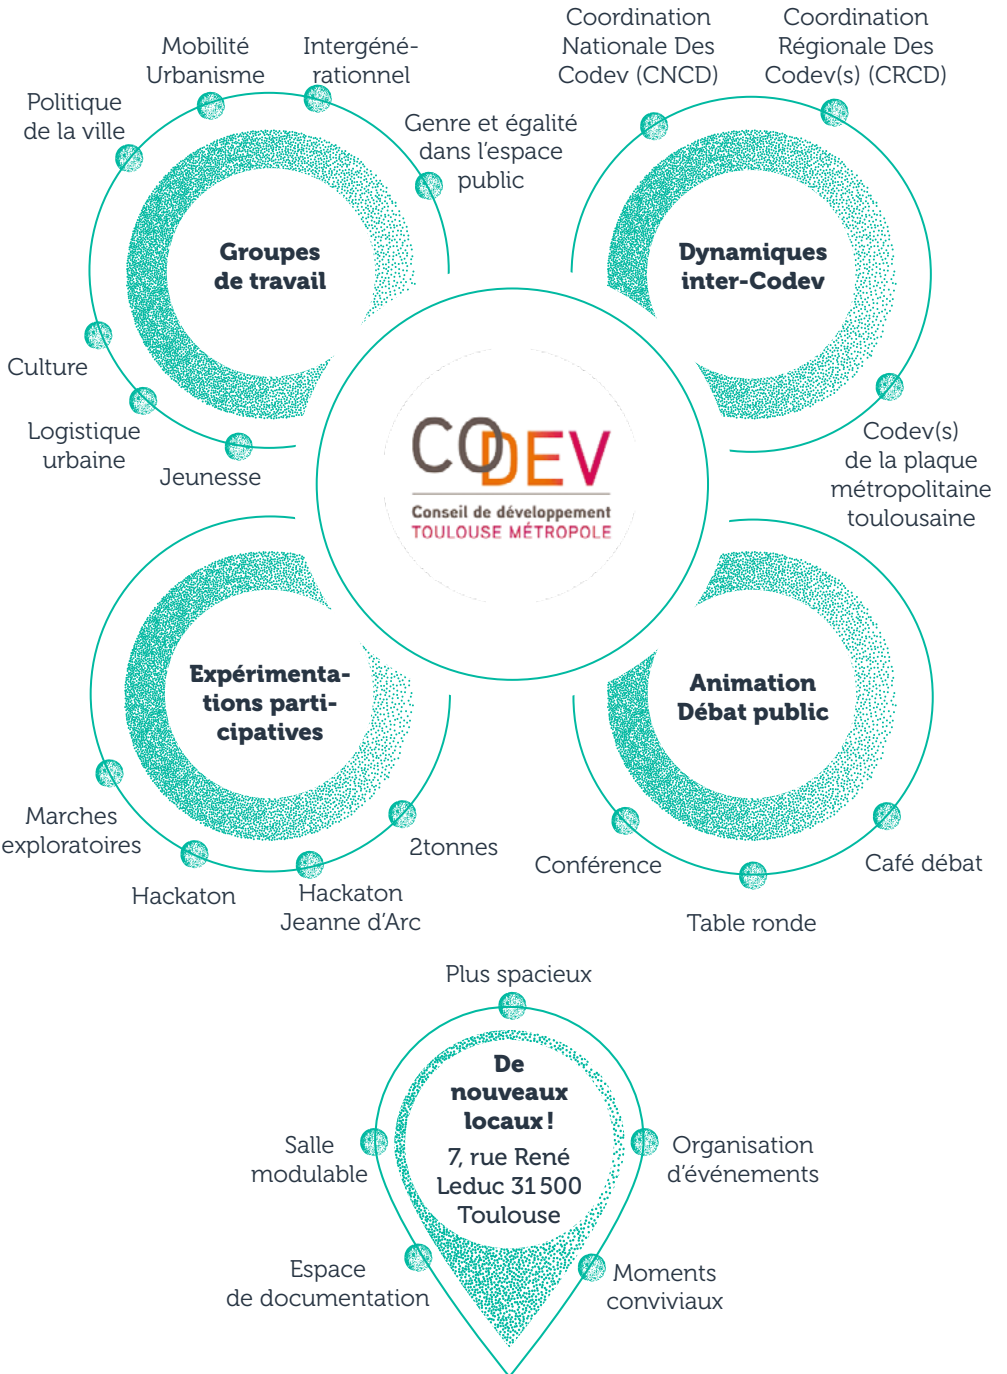 Mobilité
Urbanisme
Intergéné-
rationnel
Politique
de la ville
Genre et égalité
dans l’espace
public
Groupes
de travail
Culture
Logistique
urbaine
Jeunesse
Coordination
Nationale Des
Codev (CNCD)
Coordination
Régionale Des
Codev(s) (CRCD)
Dynamiques
inter-Codev
Codev(s)
de la plaque
métropolitaine
toulousaine
CODEV
Conseil de développement
TOULOUSE MÉTROPOLE
Expérimenta-
tions parti-
cipatives
Marches
exploratoires
Hackaton
Hackaton
Jeanne d’Arc
2tonnes
Animation
Débat public
Conférence
Table ronde
Café débat
Plus spacieux
De
nouveaux
locaux !
7, rue René
Leduc 31 500
Toulouse
Salle
modulable
Organisation
d’événements
Espace
de documentation
Moments
conviviaux